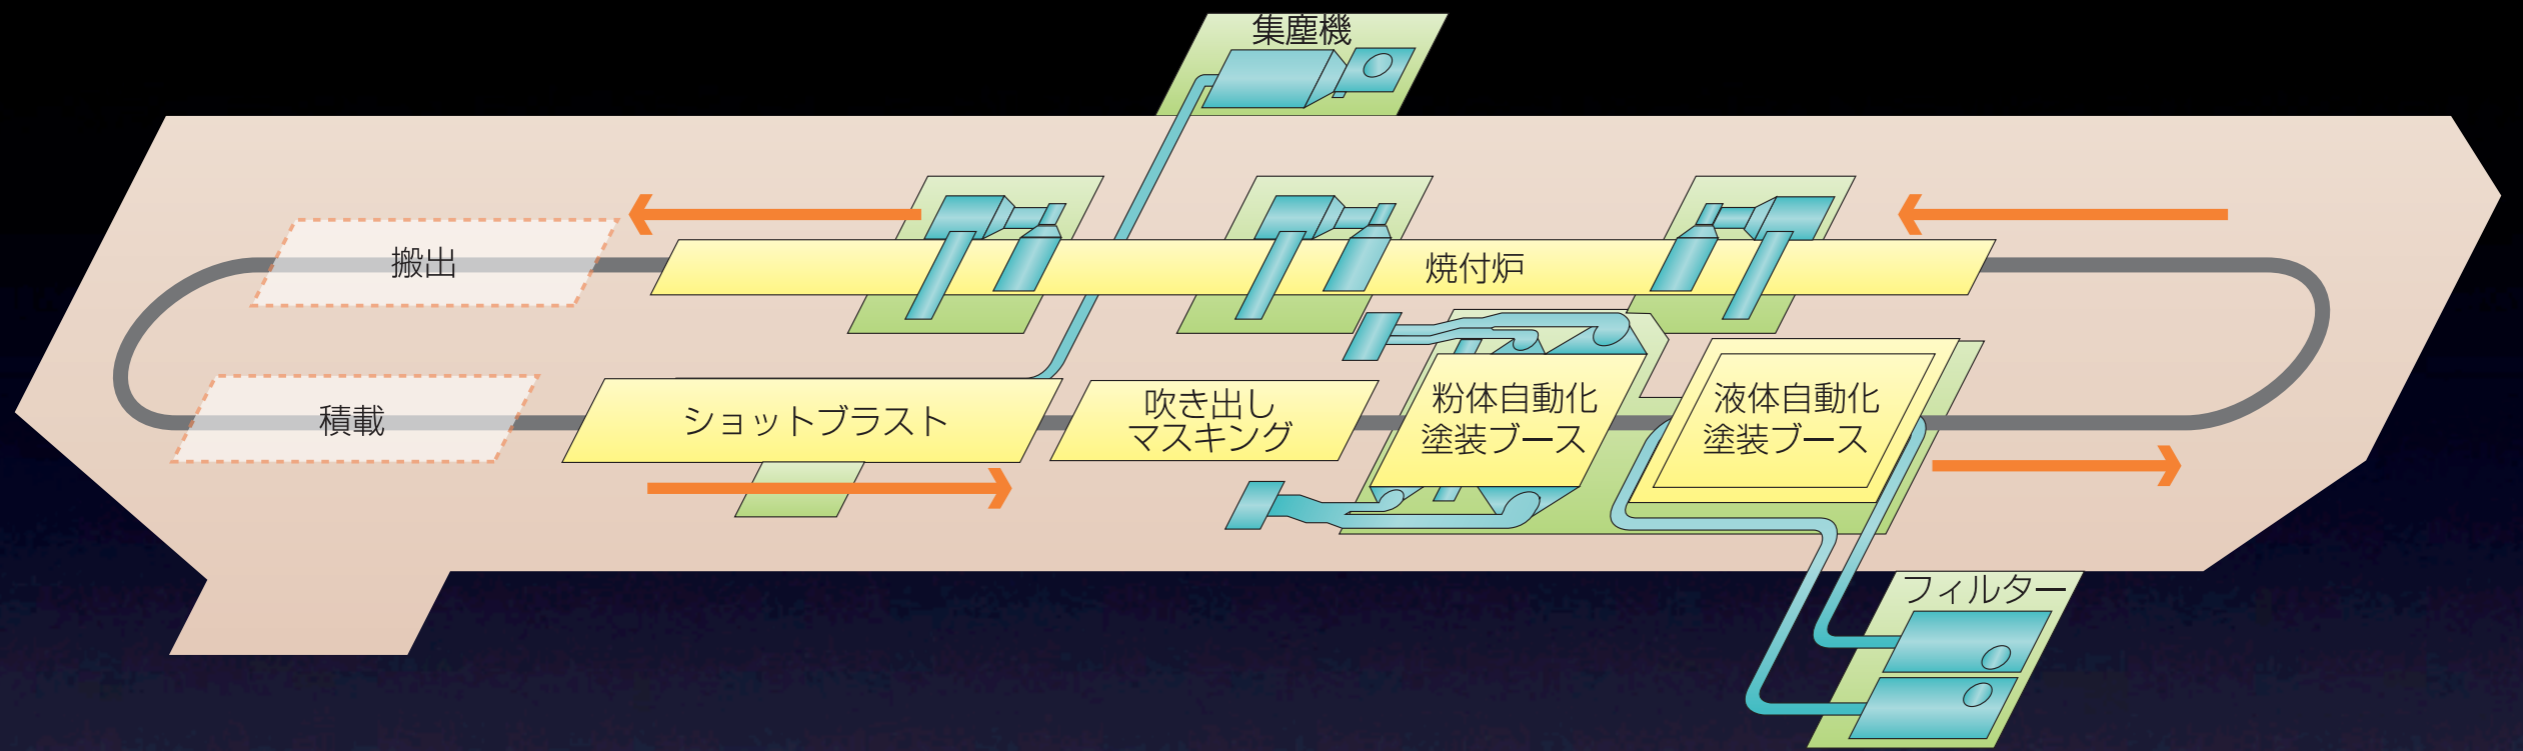 集塵機
搬出
焼付炉
積載
ショットブラスト
吹き出し
マスキング
粉体自動化
塗装ブース
液体自動化
塗装ブース
フィルター